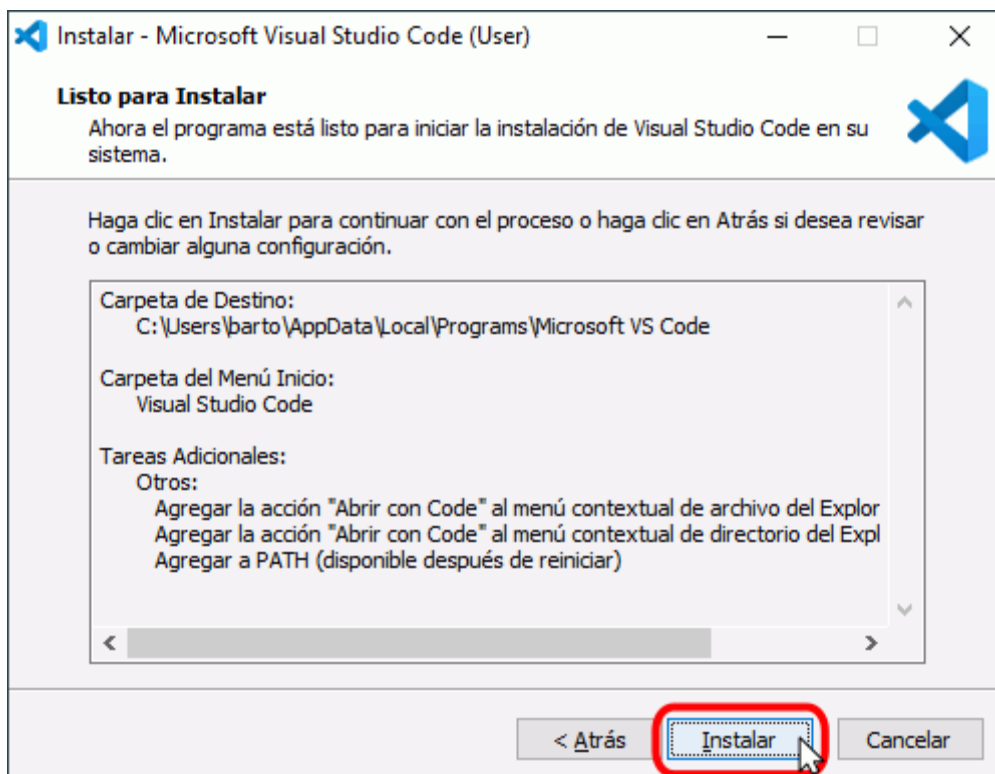 Instalar - Microsoft Visual Studio Code (User)
Listo para Instalar
Ahora el programa está listo para iniciar la instalación de Visual Studio Code en su
sistema.
Haga clic en Instalar para continuar con el proceso o haga clic en Atrás si desea revisar
o cambiar alguna configuración.
Carpeta de Destino:
C:\Users\barto\AppData\Local\Programs\Microsoft VS Code
Carpeta del Menú Inicio:
Visual Studio Code
Tareas Adicionales:
Otros:
Agregar la acción "Abrir con Code" al menú contextual de archivo del Explor
Agregar la acción "Abrir con Code" al menú contextual de directorio del Expl
Agregar a PATH (disponible después de reiniciar)
< Atrás Instalar Cancelar